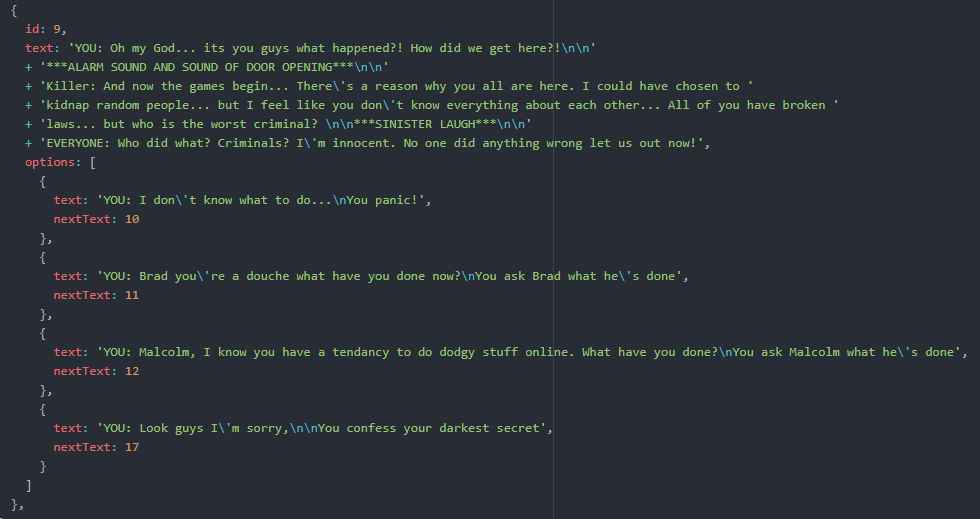 {
id: 9,
text: 'YOU: Oh my God... its you guys what happened?! How did we get here?!\n\n'
+ '***ALARM SOUND AND SOUND OF DOOR OPENING***\n\n'
+ 'Killer: And now the games begin... There\'s a reason why you all are here. I could have chosen to '
+ 'kidnap random people... but I feel like you don\'t know everything about each other... All of you have broken '
+ 'laws... but who is the worst criminal? \n\n***SINISTER LAUGH***\n\n'
+ 'EVERYONE: Who did what? Criminals? I\'m innocent. No one did anything wrong let us out now!',
options: [
{
text: 'YOU: I don\'t know what to do...\nYou panic!',
nextText: 10
},
{
text: 'YOU: Brad you\'re a douche what have you done now?\nYou ask Brad what he\'s done',
nextText: 11
},
{
text: 'YOU: Malcolm, I know you have a tendancy to do dodgy stuff online. What have you done?\nYou ask Malcolm what he\'s done',
nextText: 12
},
{
text: 'YOU: Look guys I\'m sorry,\n\nYou confess your darkest secret',
nextText: 17
}
]
},